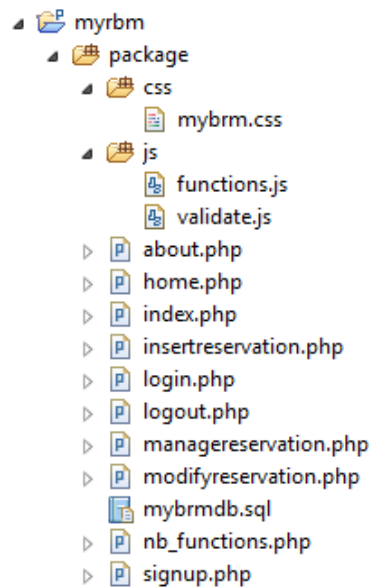 myrbm
package
css
mybrm.css
js
functions.js
validate.js
about.php
home.php
index.php
insertreservation.php
login.php
logout.php
managereservation.php
modifyreservation.php
mybrmdb.sql
nb_functions.php
signup.php